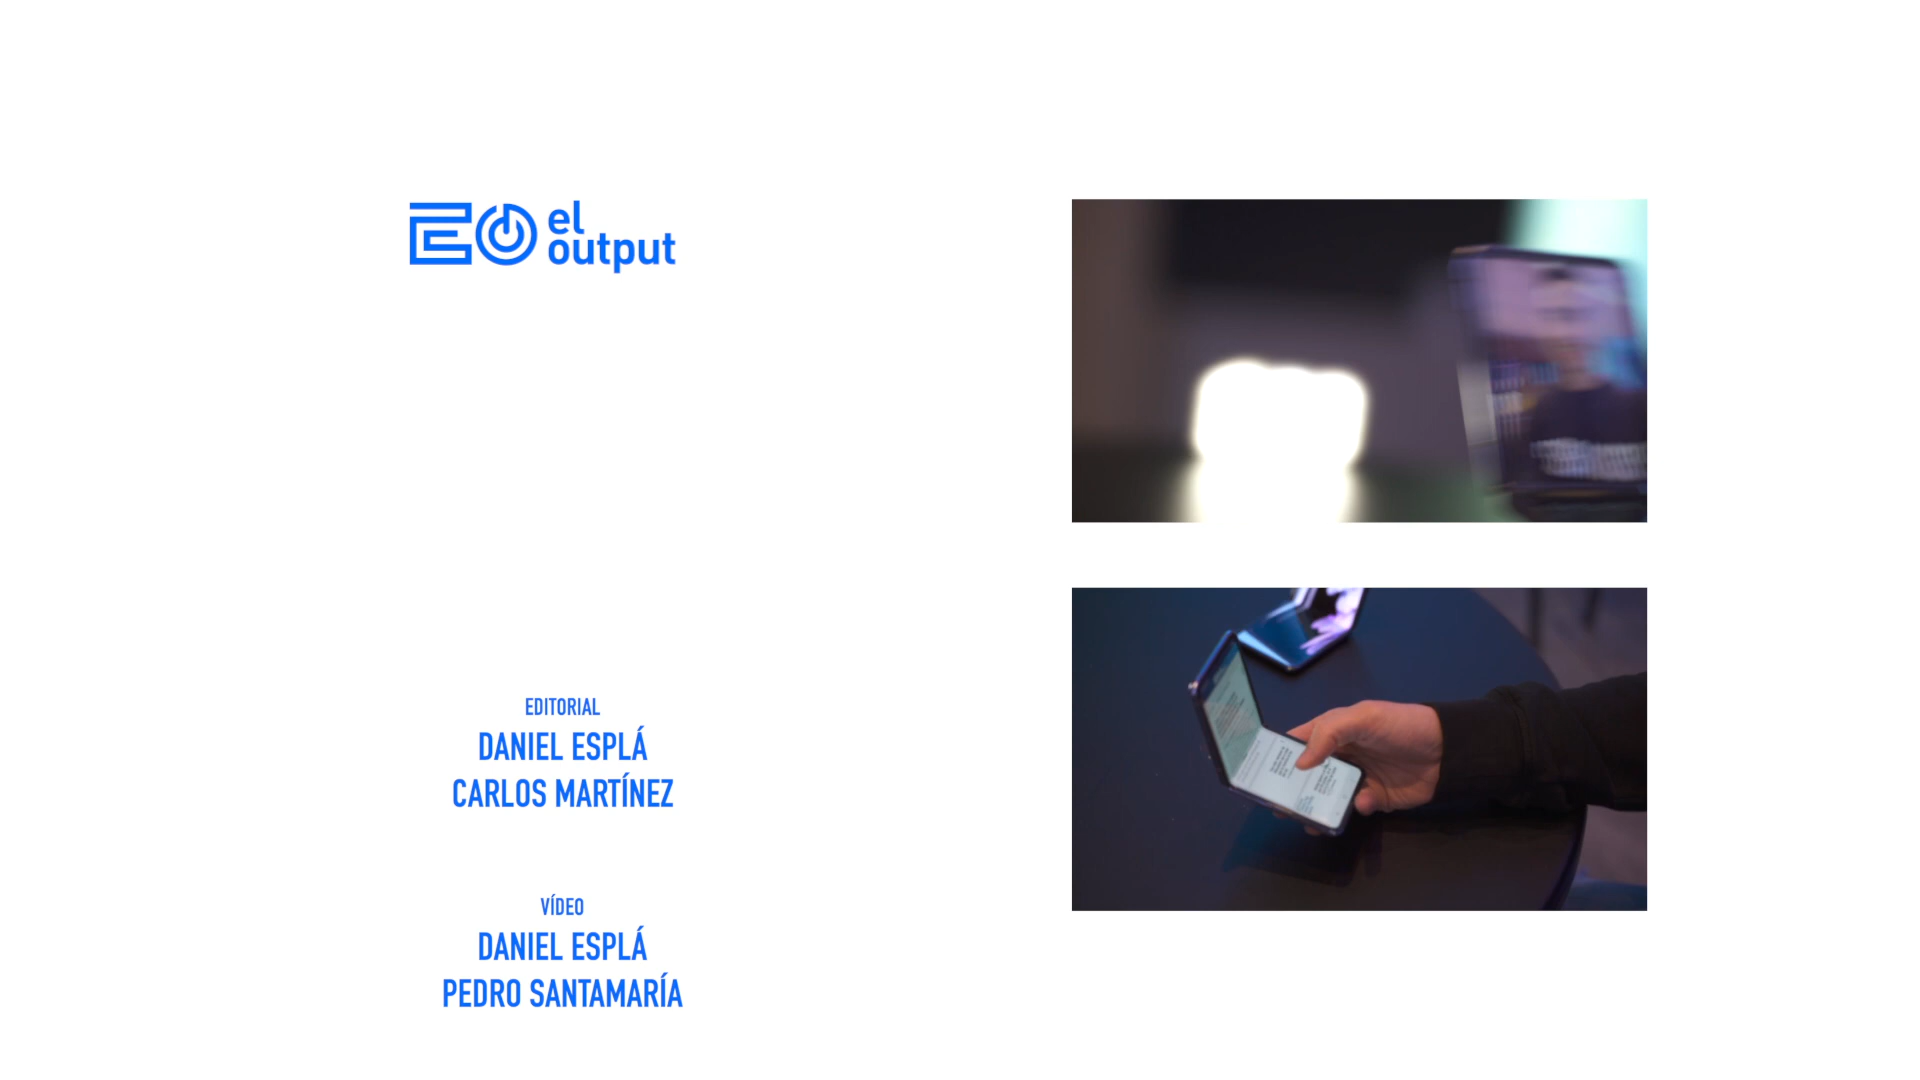 el
output
EDITORIAL
DANIEL ESPLÁ
CARLOS MARTÍNEZ
VÍDEO
DANIEL ESPLÁ
PEDRO SANTAMARÍA